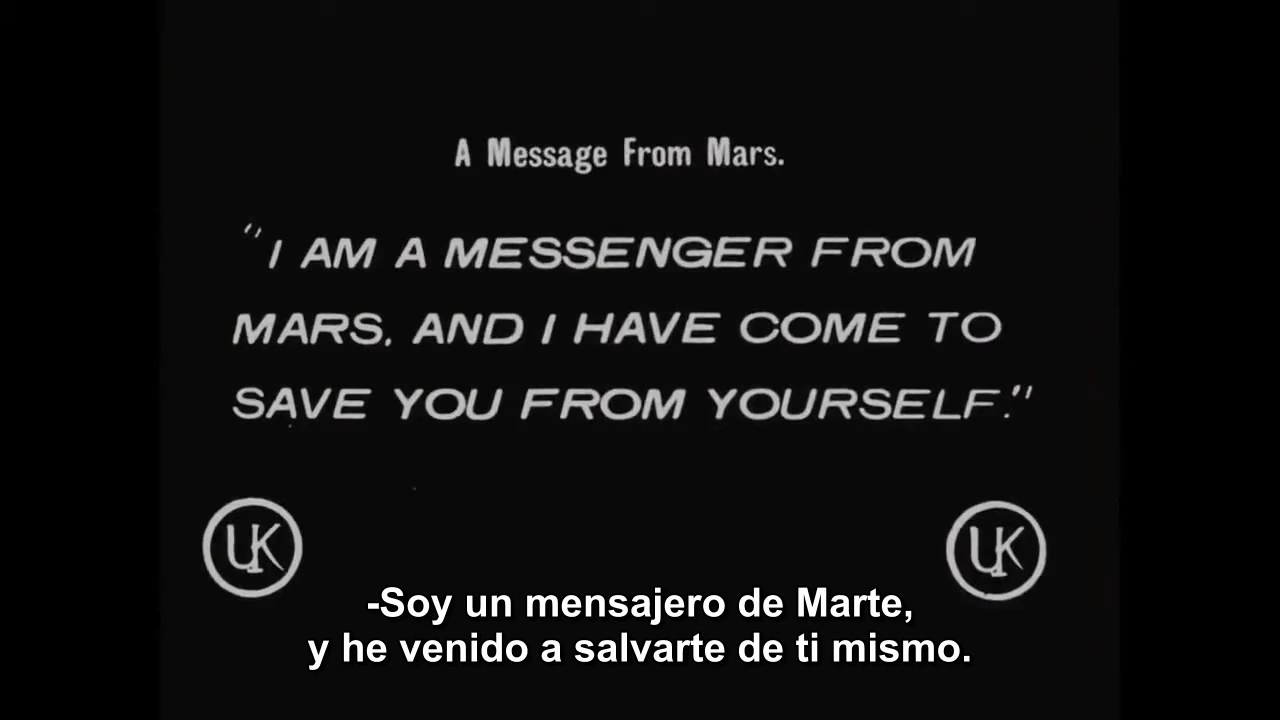 A Message From Mars.
"I AM A MESSENGER FROM
MARS, AND I HAVE COME TO
SAVE YOU FROM YOURSELF."
UK
UK
-Soy un mensajero de Marte,
y he venido a salvarte de ti mismo.